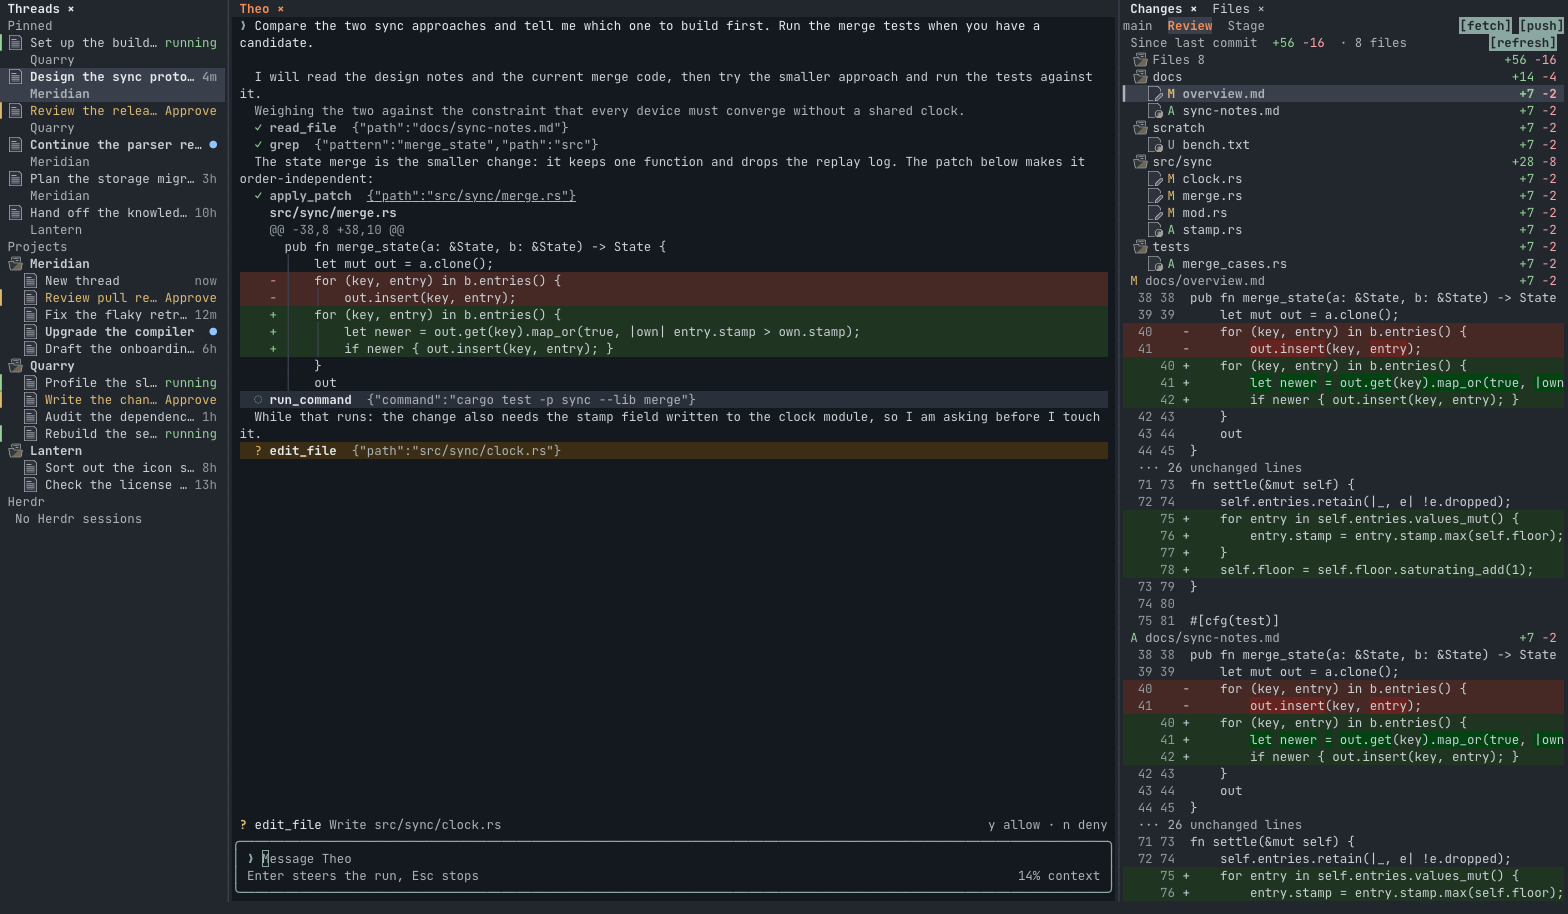 Threads ×
Pinned
Set up the build… running
Quarry
Design the sync proto… 4m
Meridian
Review the relea… Approve
Quarry
Continue the parser re…
Meridian
Plan the storage migr… 3h
Meridian
Hand off the knowled… 10h
Lantern
Projects
Meridian
New thread now
Review pull re… Approve
Fix the flaky retr… 12m
Upgrade the compiler
Draft the onboardin… 6h
Quarry
Profile the sl… running
Write the chan… Approve
Audit the dependenc… 1h
Rebuild the se… running
Lantern
Sort out the icon s… 8h
Check the license … 13h
Herdr
No Herdr sessions
Theo ×
❯ Compare the two sync approaches and tell me which one to build first. Run the merge tests when you have a
candidate.
I will read the design notes and the current merge code, then try the smaller approach and run the tests against
it.
Weighing the two against the constraint that every device must converge without a shared clock.
✓ read_file {"path":"docs/sync-notes.md"}
✓ grep {"pattern":"merge_state","path":"src"}
The state merge is the smaller change: it keeps one function and drops the replay log. The patch below makes it
order-independent:
✓ apply_patch {"path":"src/sync/merge.rs"}
src/sync/merge.rs
@@ -38,8 +38,10 @@
pub fn merge_state(a: &State, b: &State) -> State {
let mut out = a.clone();
- for (key, entry) in b.entries() {
- out.insert(key, entry);
+ for (key, entry) in b.entries() {
+ let newer = out.get(key).map_or(true, |own| entry.stamp > own.stamp);
+ if newer { out.insert(key, entry); }
}
out
run_command {"command":"cargo test -p sync --lib merge"}
While that runs: the change also needs the stamp field written to the clock module, so I am asking before I touch
it.
? edit_file {"path":"src/sync/clock.rs"}
? edit_file Write src/sync/clock.rs y allow · n deny
❯ Message Theo
Enter steers the run, Esc stops 14% context
Changes × Files ×
main Review Stage [fetch] [push]
Since last commit +56 -16 · 8 files [refresh]
Files 8 +56 -16
docs +14 -4
M overview.md +7 -2
A sync-notes.md +7 -2
scratch +7 -2
U bench.txt +7 -2
src/sync +28 -8
M clock.rs +7 -2
M merge.rs +7 -2
M mod.rs +7 -2
A stamp.rs +7 -2
tests +7 -2
A merge_cases.rs +7 -2
M docs/overview.md +7 -2
38 38 pub fn merge_state(a: &State, b: &State) -> State
39 39 let mut out = a.clone();
40 - for (key, entry) in b.entries() {
41 - out.insert(key, entry);
40 + for (key, entry) in b.entries() {
41 + let newer = out.get(key).map_or(true, |own
42 + if newer { out.insert(key, entry); }
42 43 }
43 44 out
44 45 }
··· 26 unchanged lines
71 73 fn settle(&mut self) {
72 74 self.entries.retain(|_, e| !e.dropped);
75 + for entry in self.entries.values_mut() {
76 + entry.stamp = entry.stamp.max(self.floor);
77 + }
78 + self.floor = self.floor.saturating_add(1);
73 79 }
74 80
75 81 #[cfg(test)]
A docs/sync-notes.md +7 -2
38 38 pub fn merge_state(a: &State, b: &State) -> State
39 39 let mut out = a.clone();
40 - for (key, entry) in b.entries() {
41 - out.insert(key, entry);
40 + for (key, entry) in b.entries() {
41 + let newer = out.get(key).map_or(true, |own
42 + if newer { out.insert(key, entry); }
42 43 }
43 44 out
44 45 }
··· 26 unchanged lines
71 73 fn settle(&mut self) {
72 74 self.entries.retain(|_, e| !e.dropped);
75 + for entry in self.entries.values_mut() {
76 + entry.stamp = entry.stamp.max(self.floor);